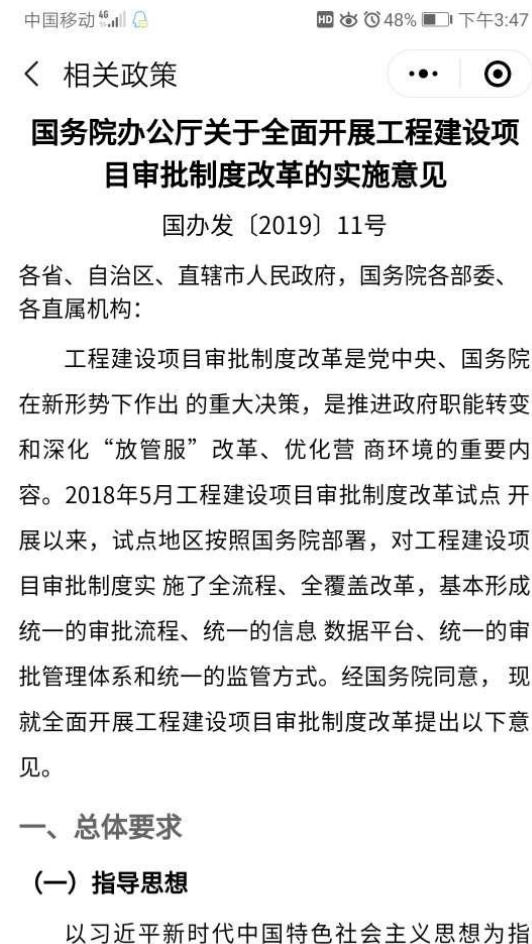 中国移动 4G HD 48% 下午3:47
相关政策
国务院办公厅关于全面开展工程建设项
目审批制度改革的实施意见
国办发〔2019〕11号
各省、自治区、直辖市人民政府，国务院各部委、
各直属机构：
工程建设项目审批制度改革是党中央、国务院
在新形势下作出 的重大决策，是推进政府职能转变
和深化“放管服”改革、优化营 商环境的重要内
容。2018年5月工程建设项目审批制度改革试点 开
展以来，试点地区按照国务院部署，对工程建设项
目审批制度实 施了全流程、全覆盖改革，基本形成
统一的审批流程、统一的信息 数据平台、统一的审
批管理体系和统一的监管方式。经国务院同意， 现
就全面开展工程建设项目审批制度改革提出以下意
见。
一、总体要求
（一）指导思想
以习近平新时代中国特色社会主义思想为指